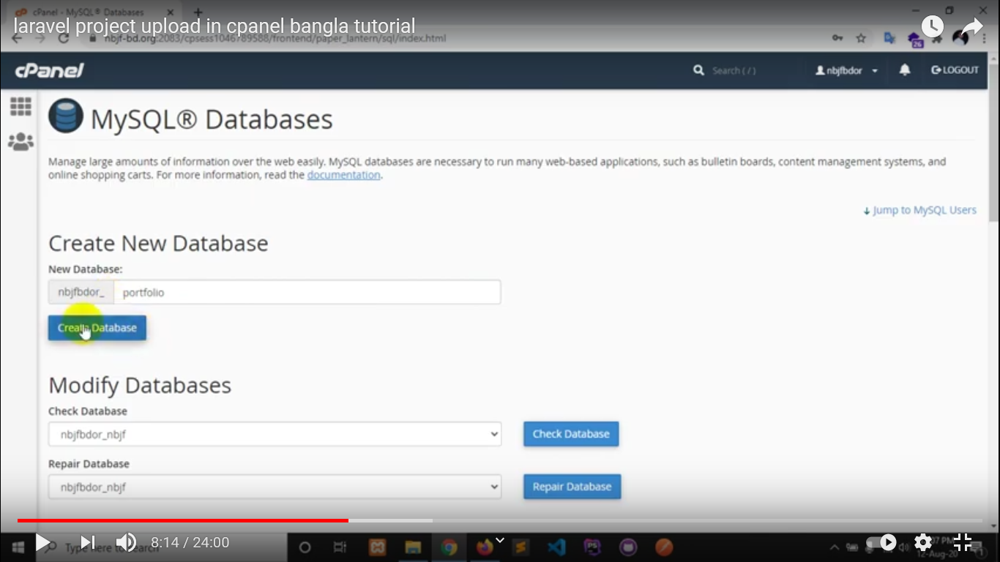 cPanel - MySQL® Databases
laravel project upload in cpanel bangla tutorial
nbjf-bd.org:2083/cpsess1046789588/frontend/paper_lantern/sql/index.html
26
cPanel
Search ( / )
nbjfbdor
LOGOUT
MySQL® Databases
Manage large amounts of information over the web easily. MySQL databases are necessary to run many web-based applications, such as bulletin boards, content management systems, and
online shopping carts. For more information, read the documentation.
Jump to MySQL Users
Create New Database
New Database:
nbjfbdor_ portfolio
Create Database
Modify Databases
Check Database
nbjfbdor_nbjf
Check Database
Repair Database
nbjfbdor_nbjf
Repair Database
8:14 / 24:00
Type here to search
PS
PM
12-Aug-20